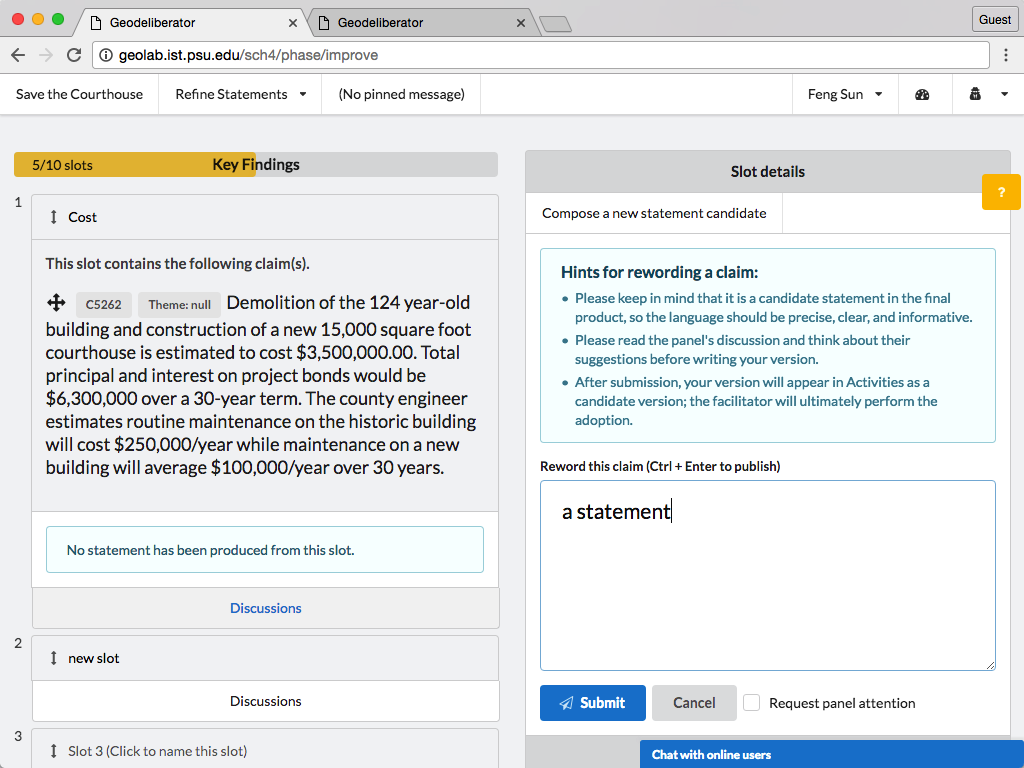 Geodeliberator
Geodeliberator
Guest
geolab.ist.psu.edu/sch4/phase/improve
Save the Courthouse
Refine Statements
(No pinned message)
Feng Sun
5/10 slots
Key Findings
1
Cost
This slot contains the following claim(s).
C5262 Theme: null Demolition of the 124 year-old
building and construction of a new 15,000 square foot
courthouse is estimated to cost $3,500,000.00. Total
principal and interest on project bonds would be
$6,300,000 over a 30-year term. The county engineer
estimates routine maintenance on the historic building
will cost $250,000/year while maintenance on a new
building will average $100,000/year over 30 years.
No statement has been produced from this slot.
Discussions
2
new slot
Discussions
3
Slot 3 (Click to name this slot)
Slot details
?
Compose a new statement candidate
Hints for rewording a claim:
• Please keep in mind that it is a candidate statement in the final
product, so the language should be precise, clear, and informative.
• Please read the panel's discussion and think about their
suggestions before writing your version.
• After submission, your version will appear in Activities as a
candidate version; the facilitator will ultimately perform the
adoption.
Reword this claim (Ctrl + Enter to publish)
a statement
Submit
Cancel
Request panel attention
Chat with online users